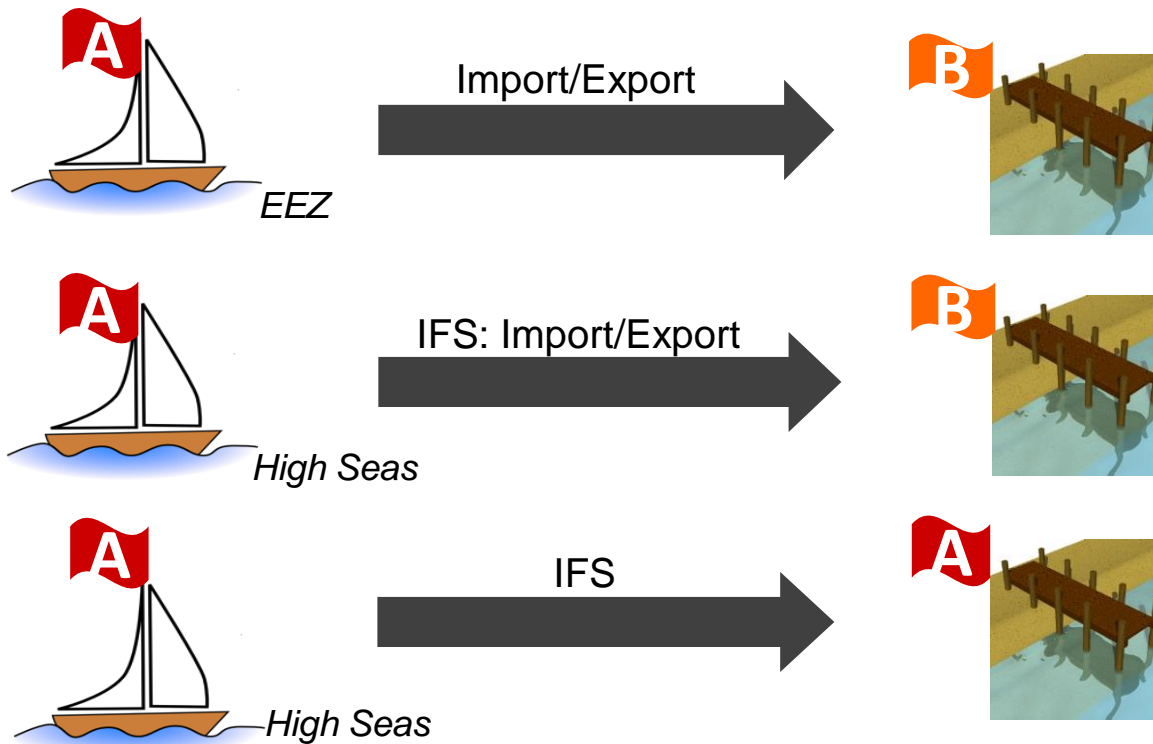 A
Import/Export
B
EEZ
A
IFS: Import/Export
B
High Seas
A
IFS
A
High Seas